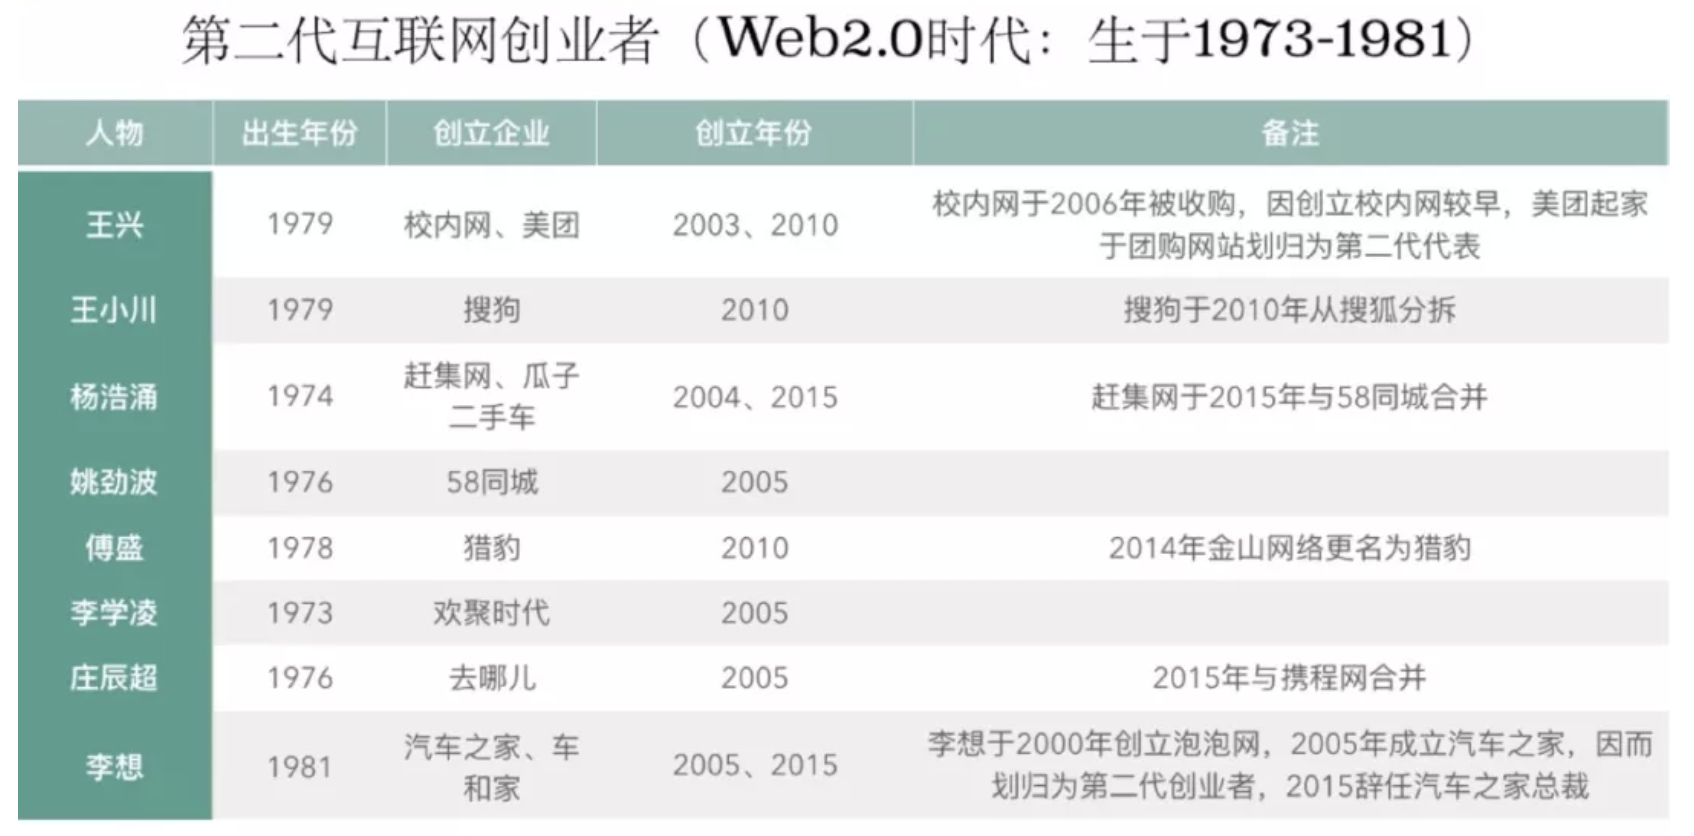 第二代互联网创业者（Web2.0时代：生于1973-1981）
人物 出生年份 创立企业 创立年份 备注
王兴 1979 校内网、美团 2003、2010 校内网于2006年被收购，因创立校内网较早，美团起家
于团购网站划归为第二代代表
王小川 1979 搜狗 2010 搜狗于2010年从搜狐分拆
杨浩涌 1974 赶集网、瓜子
二手车 2004、2015 赶集网于2015年与58同城合并
姚劲波 1976 58同城 2005
傅盛 1978 猎豹 2010 2014年金山网络更名为猎豹
李学凌 1973 欢聚时代 2005
庄辰超 1976 去哪儿 2005 2015年与携程网合并
李想 1981 汽车之家、车
和家 2005、2015 李想于2000年创立泡泡网，2005年成立汽车之家，因而
划归为第二代创业者，2015辞任汽车之家总裁